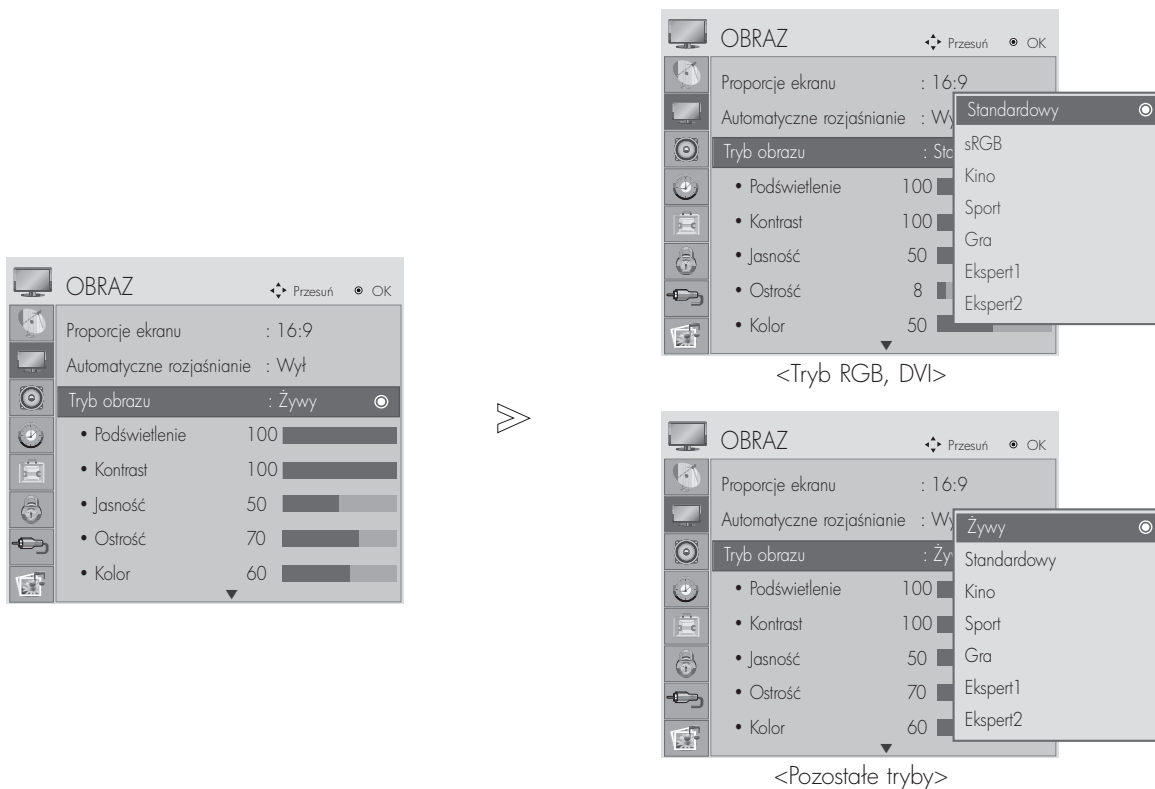 OBRAZ Przesuń OK
Proporcje ekranu : 16:9
Automatyczne rozjaśnianie : Wył
Tryb obrazu : Żywy
• Podświetlenie 100
• Kontrast 100
• Jasność 50
• Ostrość 70
• Kolor 60
OBRAZ Przesuń OK
Proporcje ekranu : 16:9
Automatyczne rozjaśnianie : Wy
Tryb obrazu : Sta
• Podświetlenie 100
• Kontrast 100
• Jasność 50
• Ostrość 8
• Kolor 50
Standardowy
sRGB
Kino
Sport
Gra
Ekspert1
Ekspert2
<Tryb RGB, DVI>
OBRAZ Przesuń OK
Proporcje ekranu : 16:9
Automatyczne rozjaśnianie : Wy
Tryb obrazu : Ży
• Podświetlenie 100
• Kontrast 100
• Jasność 50
• Ostrość 70
• Kolor 60
Żywy
Standardowy
Kino
Sport
Gra
Ekspert1
Ekspert2
<Pozostałe tryby>